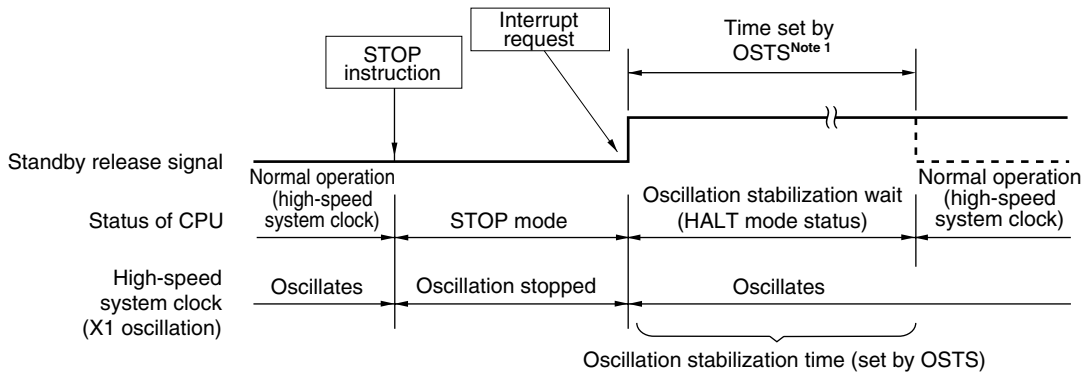 Interrupt
request
Time set by
OSTSNote 1
STOP
instruction
Standby release signal
Normal operation
(high-speed
system clock)
Oscillation stabilization wait
(HALT mode status)
Normal operation
(high-speed
system clock)
Status of CPU
STOP mode
High-speed
system clock
(X1 oscillation)
Oscillates
Oscillation stopped
Oscillates
Oscillation stabilization time (set by OSTS)